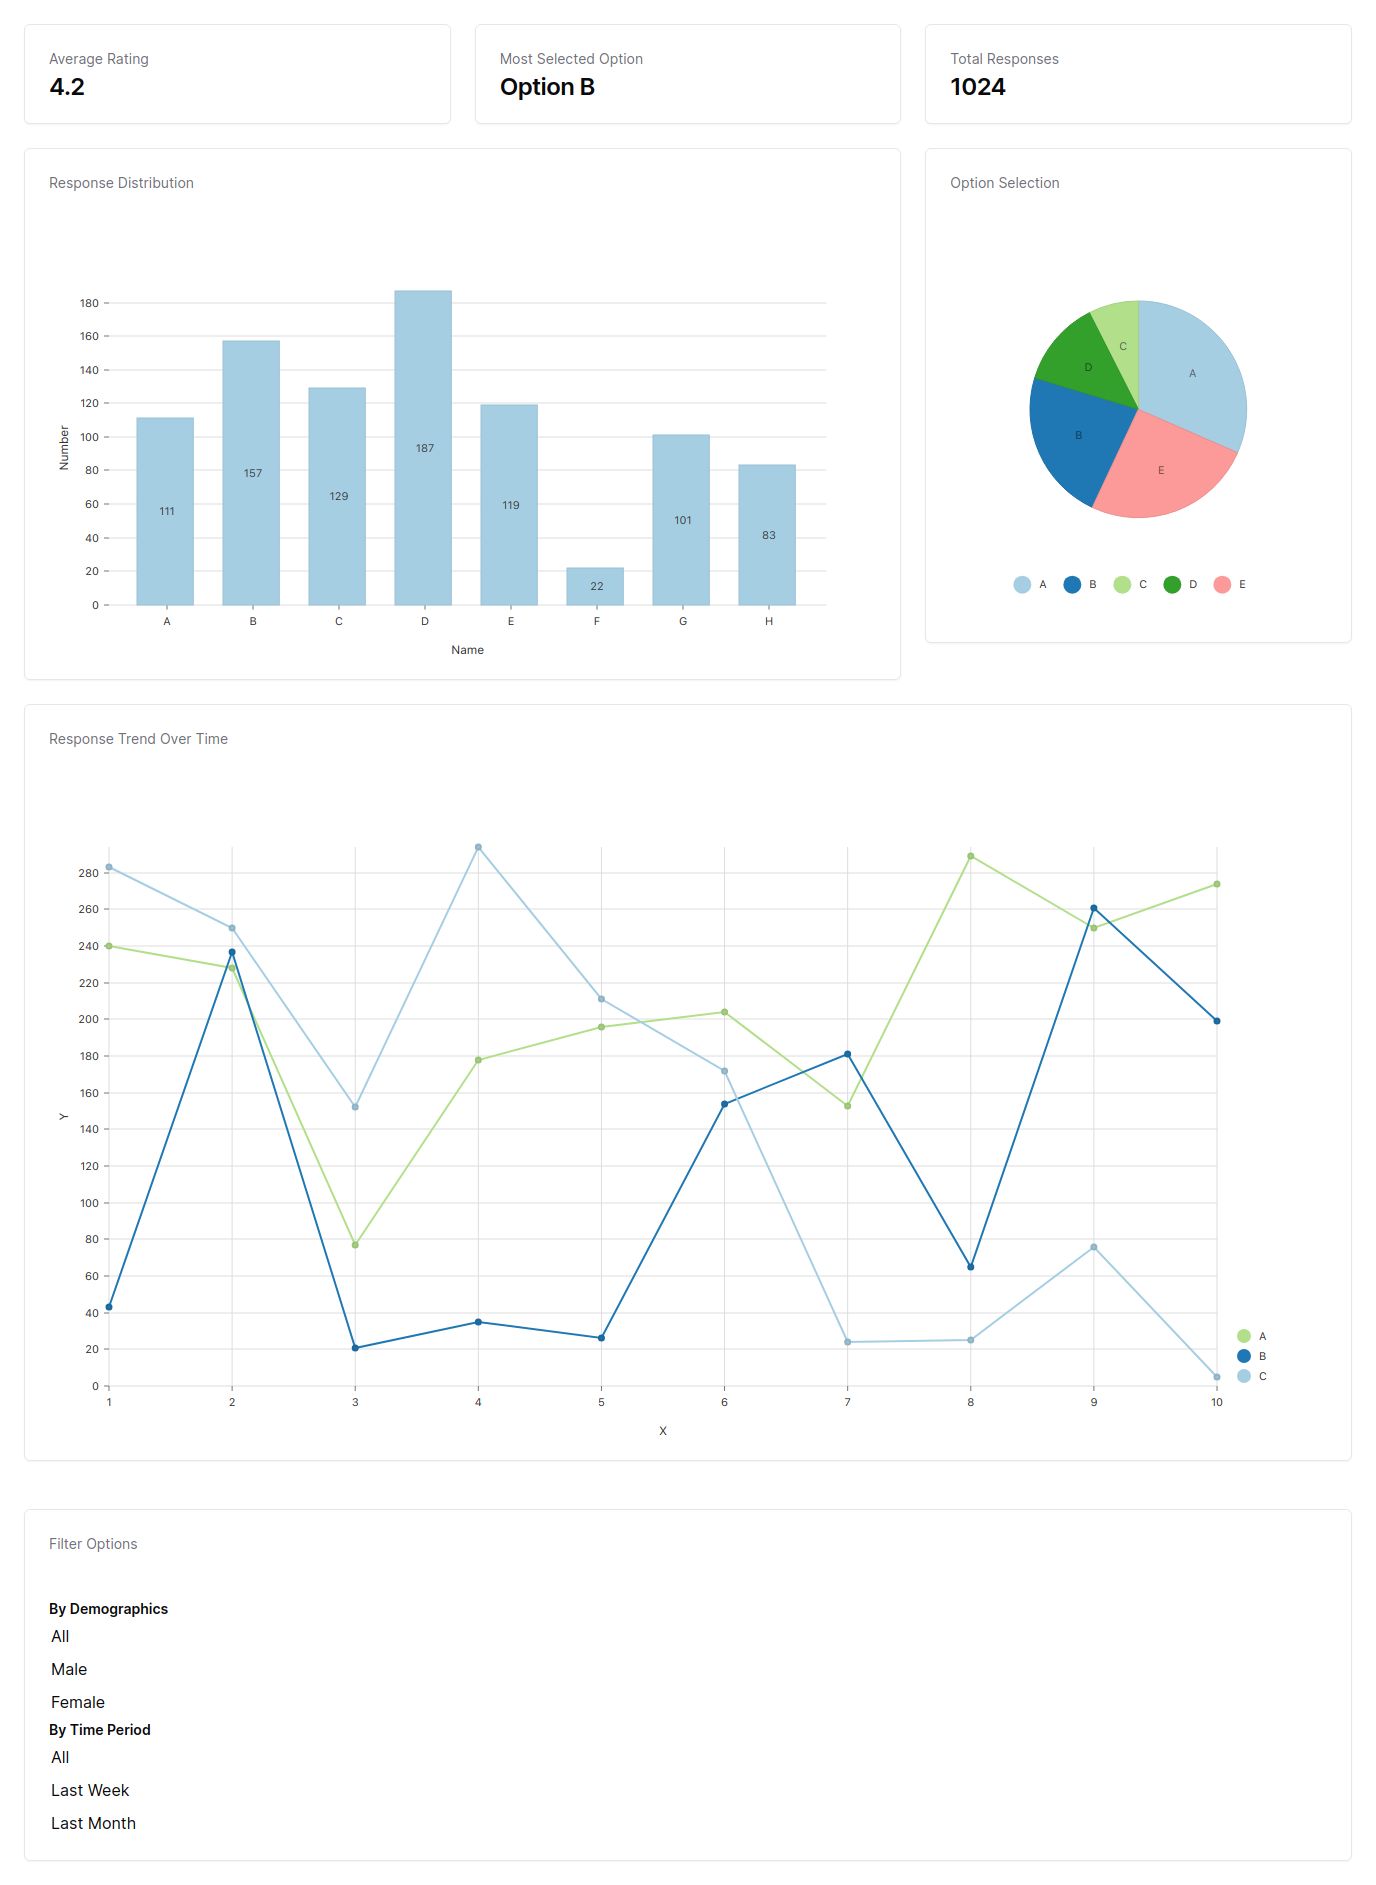 Average Rating
4.2
Most Selected Option
Option B
Total Responses
1024
Response Distribution
180
160
140
120
100
80
60
40
20
0
Number
111
157
129
187
119
22
101
83
A B C D E F G H
Name
Option Selection
A
B
C
D
E
A B C D E
Response Trend Over Time
280
260
240
220
200
180
160
140
120
100
80
60
40
20
0
Y
1 2 3 4 5 6 7 8 9 10
X
A
B
C
Filter Options
By Demographics
All
Male
Female
By Time Period
All
Last Week
Last Month